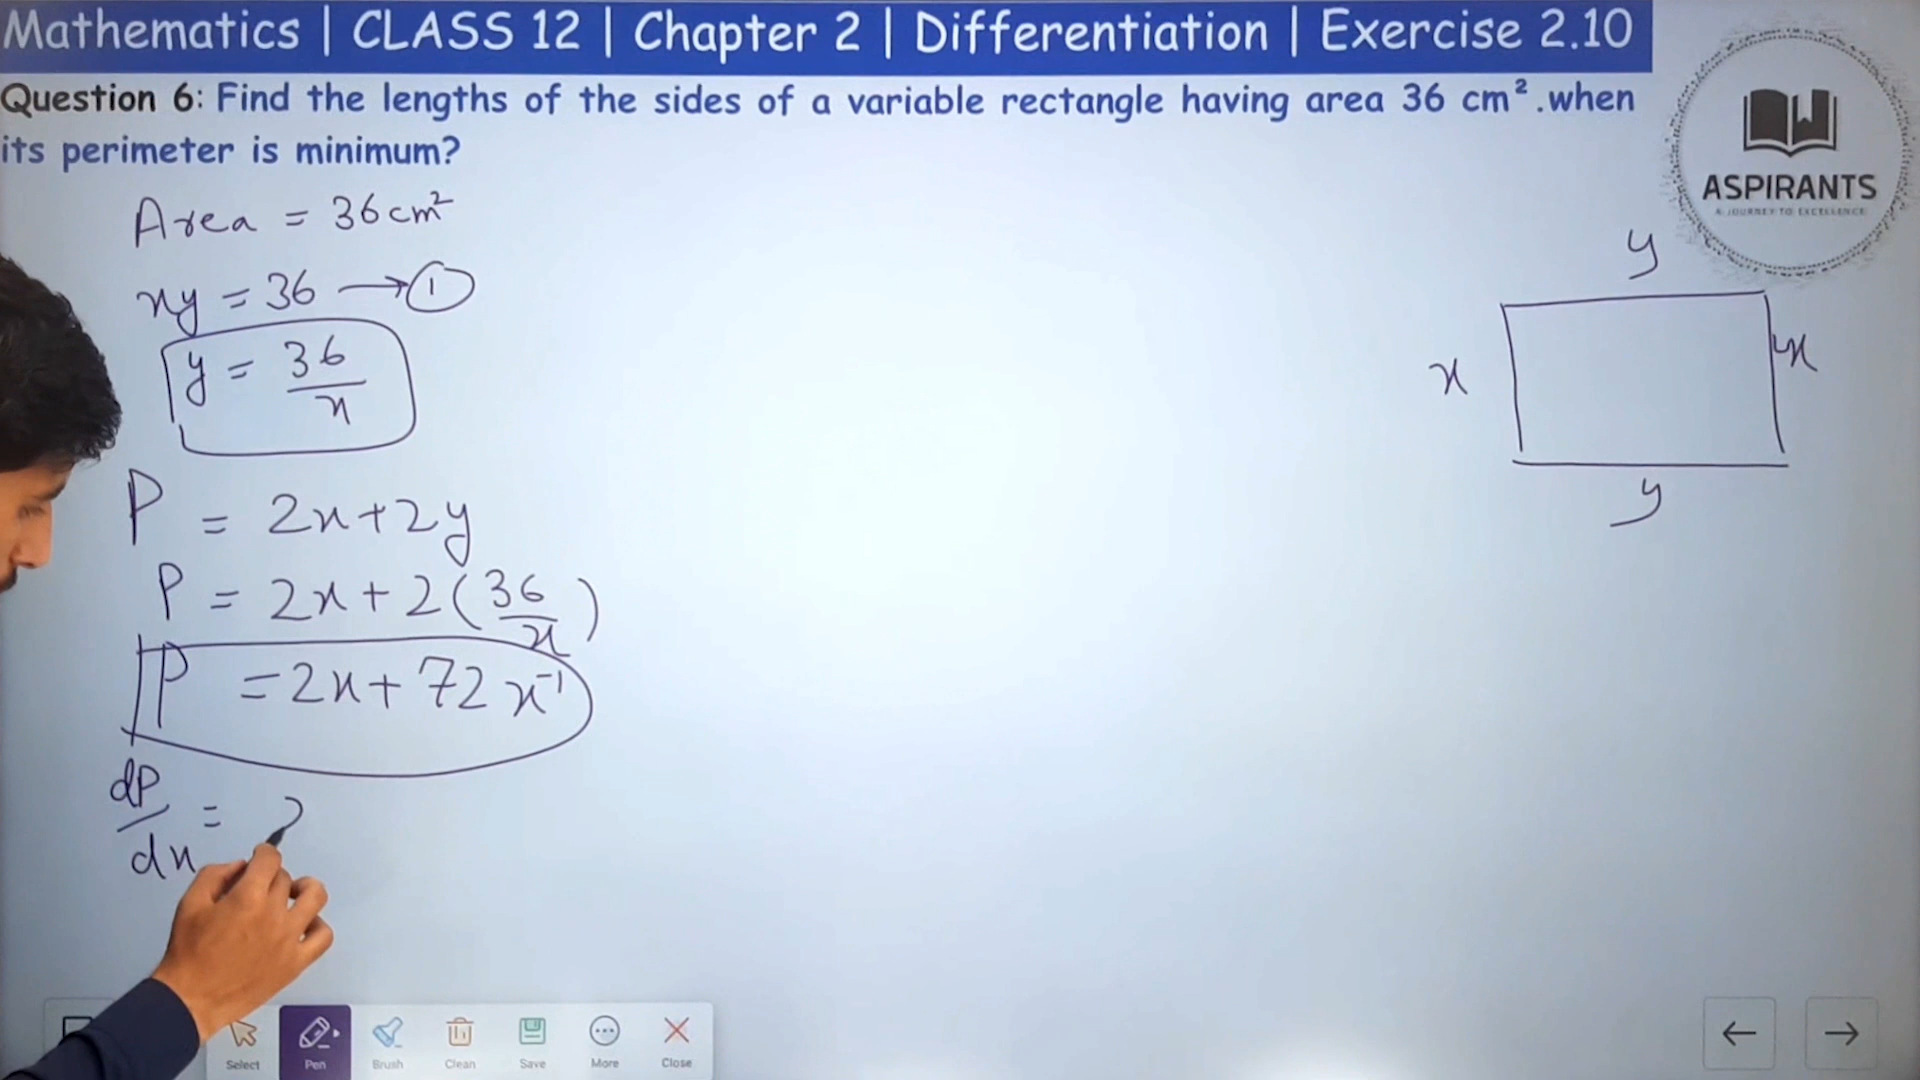 Mathematics | CLASS 12 | Chapter 2 | Differentiation | Exercise 2.10
Question 6: Find the lengths of the sides of a variable rectangle having area 36 cm².when
its perimeter is minimum?
ASPIRANTS
A JOURNEY TO EXCELLENCE
Area = 36cm²
xy = 36 → ①
y = 36/x
P = 2x+2y
P = 2x + 2(36/x)
P = 2x + 72x⁻¹
dP/dx =
y
x
x
y
Select Pen Brush Clean Save More Close